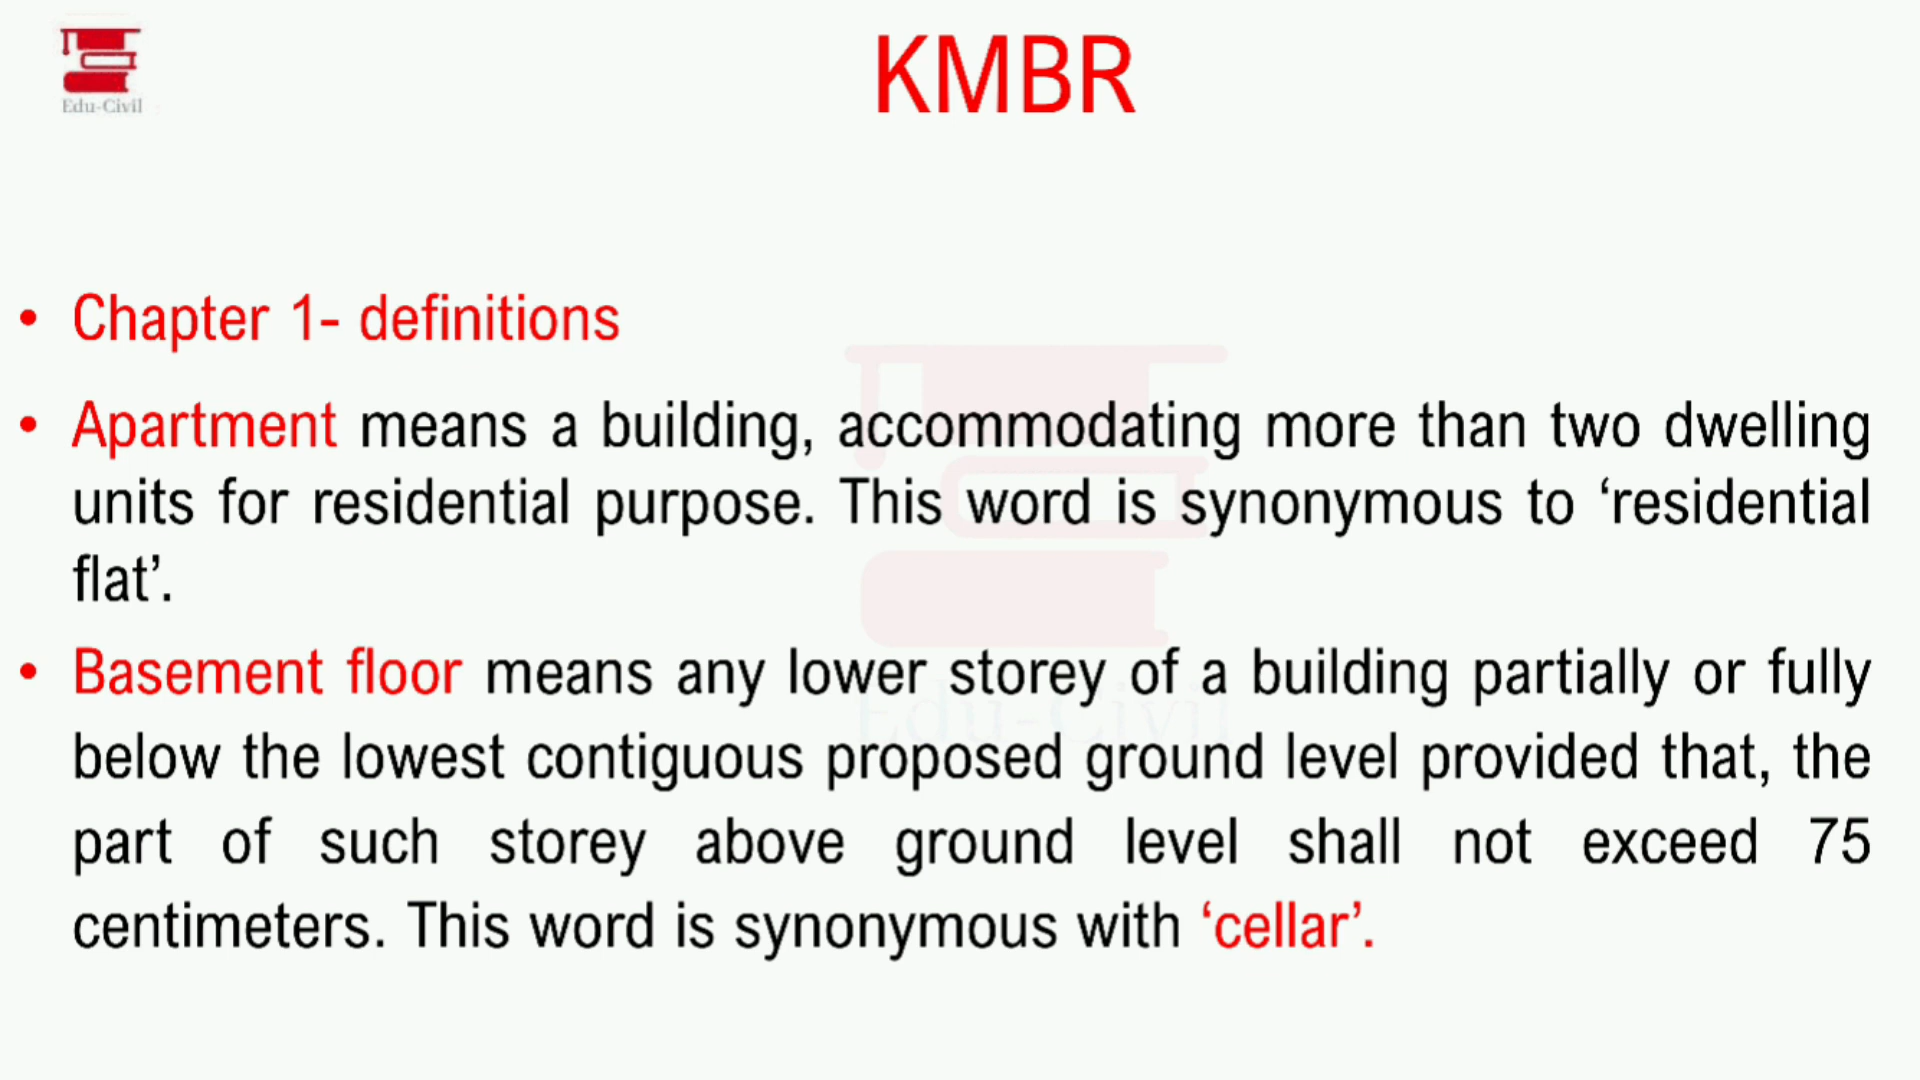 Edu-Civil
KMBR
• Chapter 1- definitions
• Apartment means a building, accommodating more than two dwelling
units for residential purpose. This word is synonymous to ‘residential
flat’.
• Basement floor means any lower storey of a building partially or fully
Edu-Civil
below the lowest contiguous proposed ground level provided that, the
part of such storey above ground level shall not exceed 75
centimeters. This word is synonymous with ‘cellar’.